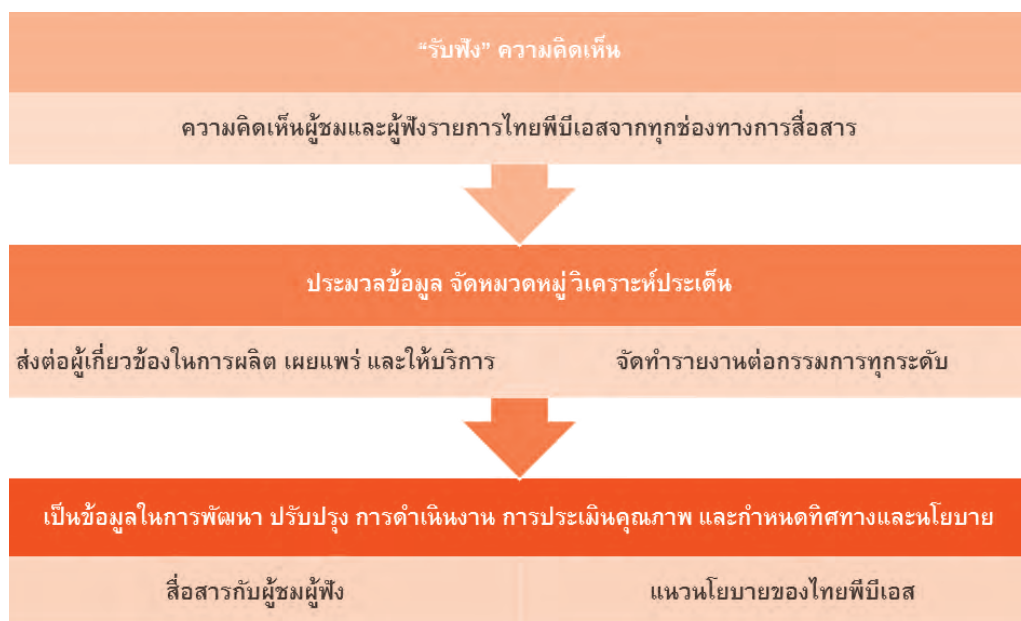 “รับฟัง” ความคิดเห็น
ความคิดเห็นผู้ชมและผู้ฟังรายการไทยพีบีเอสจากทุกช่องทางการสื่อสาร
ประมวลข้อมูล จัดหมวดหมู่ วิเคราะห์ประเด็น
ส่งต่อผู้เกี่ยวข้องในการผลิต เผยแพร่ และให้บริการ
จัดทำรายงานต่อกรรมการทุกระดับ
เป็นข้อมูลในการพัฒนา ปรับปรุง การดำเนินงาน การประเมินคุณภาพ และกำหนดทิศทางและนโยบาย
สื่อสารกับผู้ชมผู้ฟัง
แนวนโยบายของไทยพีบีเอส